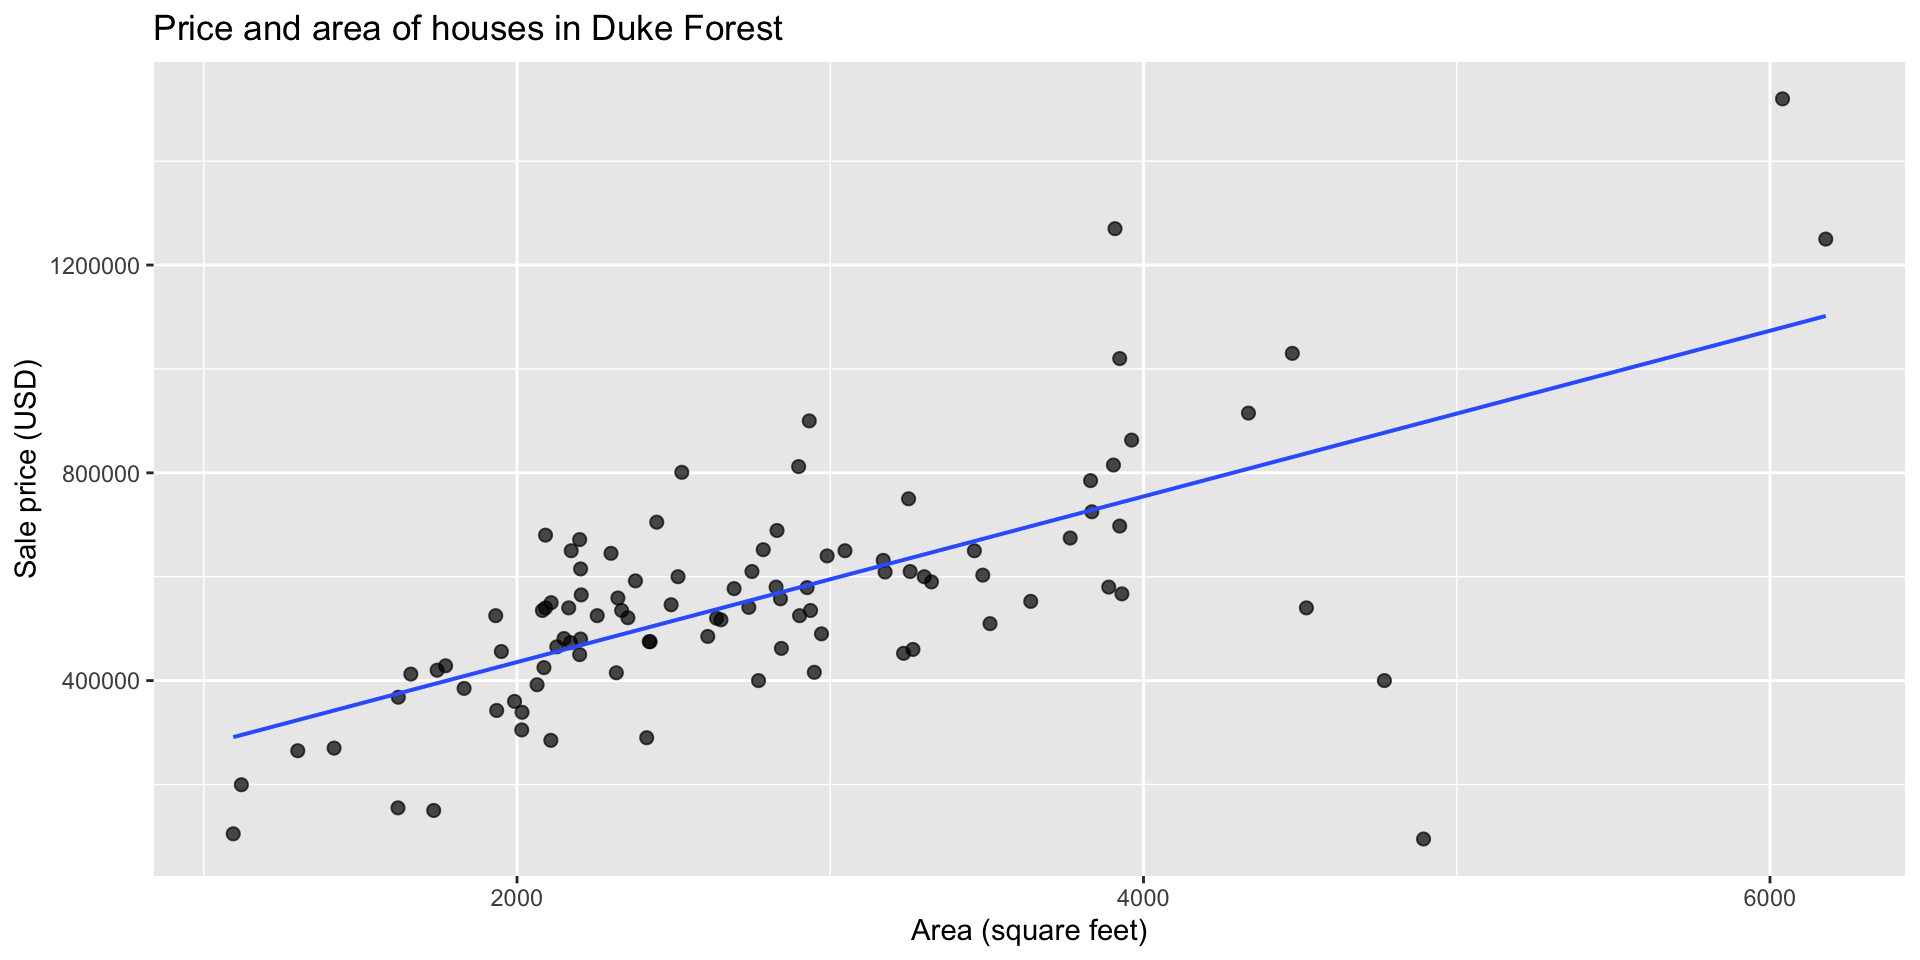 Price and area of houses in Duke Forest
Sale price (USD)
1200000
800000
400000
2000
4000
6000
Area (square feet)